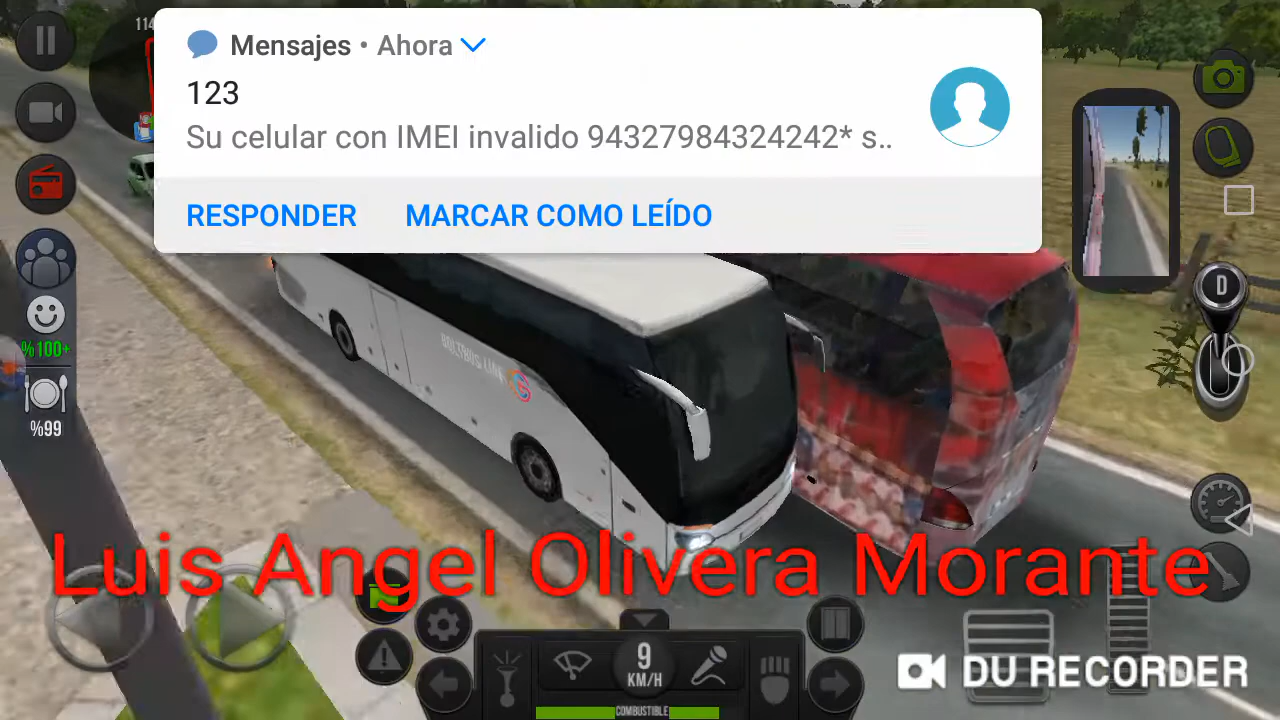 114
Mensajes • Ahora
123
Su celular con IMEI invalido 94327984324242* s..
RESPONDER MARCAR COMO LEÍDO
D
%100+
%99
Luis Angel Olivera Morante
9
KM/H
COMBUSTIBLE
DU RECORDER